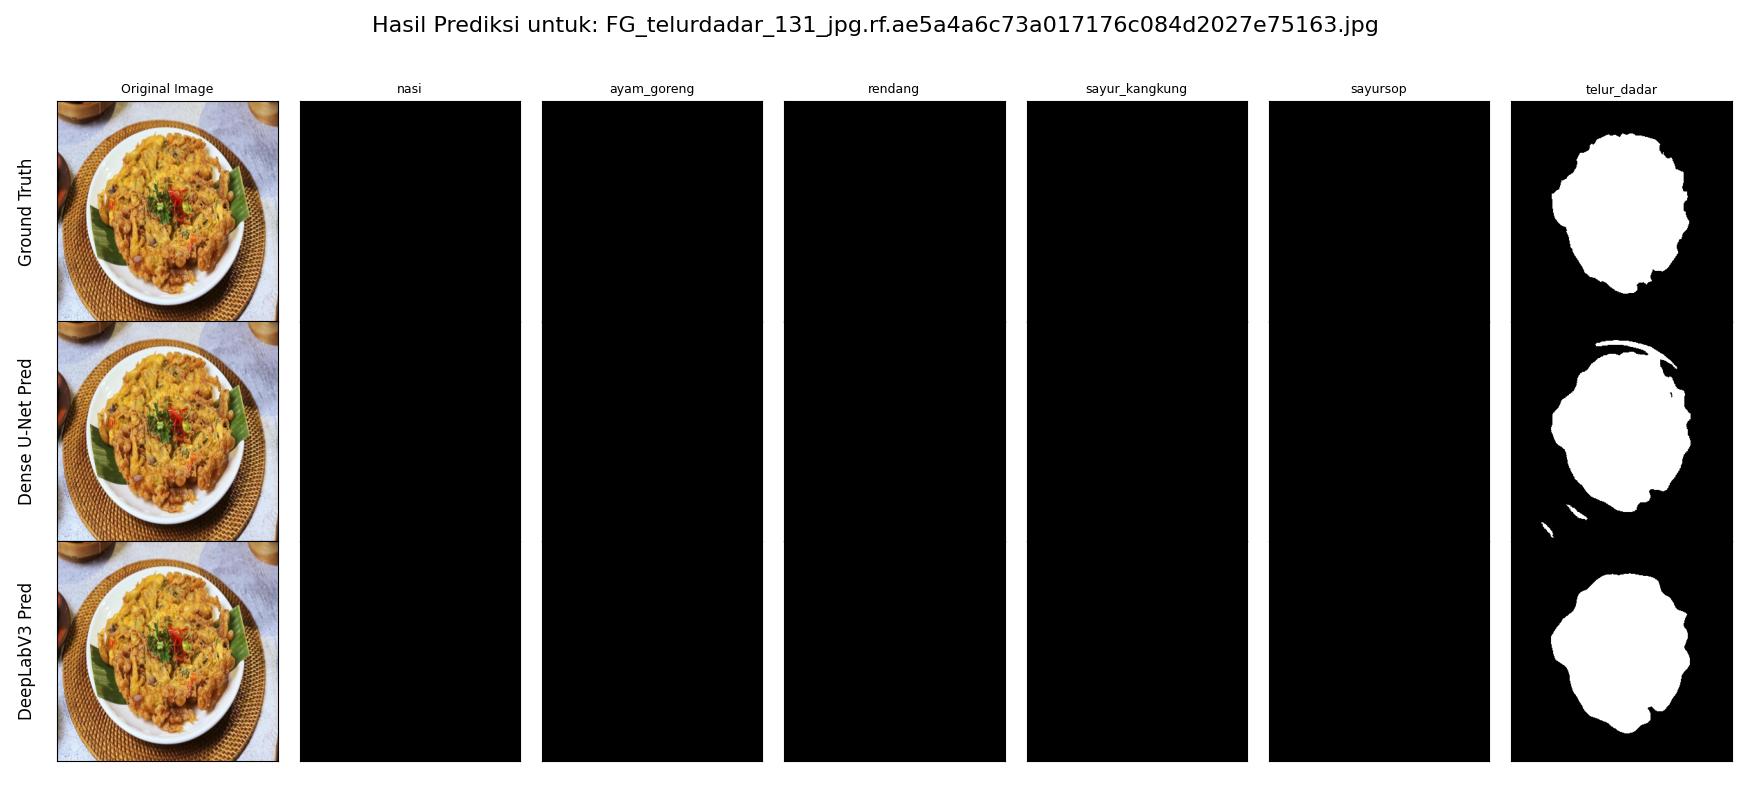 Hasil Prediksi untuk: FG_telurdadar_131_jpg.rf.ae5a4a6c73a017176c084d2027e75163.jpg
Original Image
nasi
ayam_goreng
rendang
sayur_kangkung
sayursop
telur_dadar
Ground Truth
Dense U-Net Pred
DeepLabV3 Pred